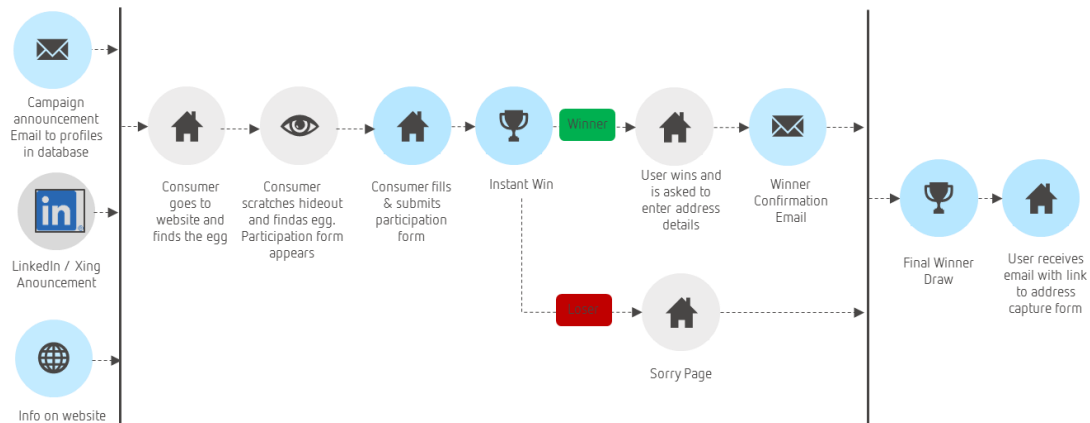 Campaign
announcement
Email to profiles
in database
in
LinkedIn / Xing
Anouncement
Info on website
Consumer
goes to
website and
finds the egg
Consumer
scratches hideout
and findas egg.
Participation form
appears
Consumer fills
& submits
participation
form
Instant Win
Winner
User wins and
is asked to
enter address
details
Winner
Confirmation
Email
Loser
Sorry Page
Final Winner
Draw
User receives
email with link
to address
capture form